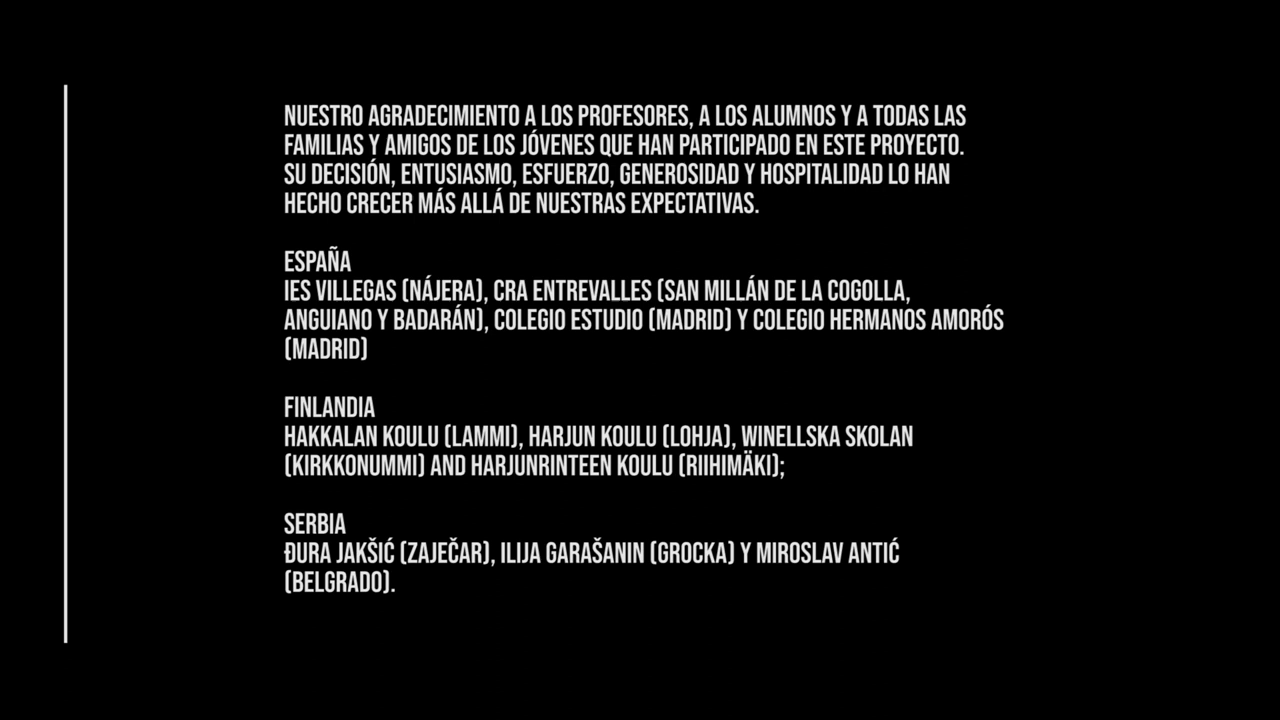 NUESTRO AGRADECIMIENTO A LOS PROFESORES, A LOS ALUMNOS Y A TODAS LAS
FAMILIAS Y AMIGOS DE LOS JÓVENES QUE HAN PARTICIPADO EN ESTE PROYECTO.
SU DECISIÓN, ENTUSIASMO, ESFUERZO, GENEROSIDAD Y HOSPITALIDAD LO HAN
HECHO CRECER MÁS ALLÁ DE NUESTRAS EXPECTATIVAS.
ESPAÑA
IES VILLEGAS (NÁJERA), CRA ENTREVALLES (SAN MILLÁN DE LA COGOLLA,
ANGUIANO Y BADARÁN), COLEGIO ESTUDIO (MADRID) Y COLEGIO HERMANOS AMORÓS
(MADRID)
FINLANDIA
HAKKALAN KOULU (LAMMI), HARJUN KOULU (LOHJA), WINELLSKA SKOLAN
(KIRKKONUMMI) AND HARJUNRINTEEN KOULU (RIIHIMÄKI);
SERBIA
ĐURA JAKŠIĆ (ZAJEČAR), ILIJA GARAŠANIN (GROCKA) Y MIROSLAV ANTIĆ
(BELGRADO).